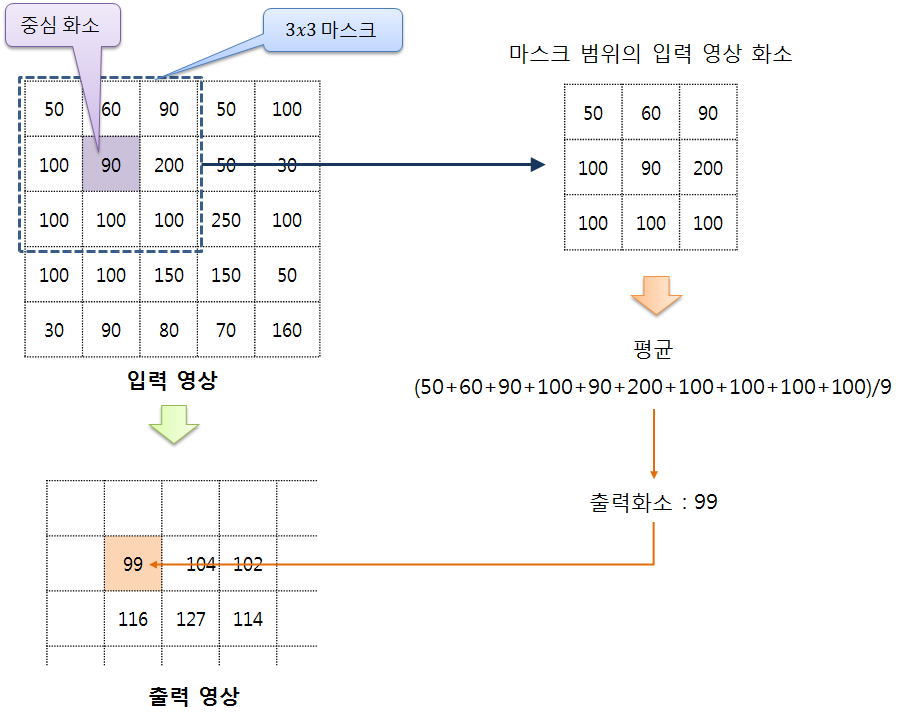 중심 화소
3x3 마스크
마스크 범위의 입력 영상 화소
50 60 90 50 100
100 90 200 50 30
100 100 100 250 100
100 100 150 150 50
30 90 80 70 160
입력 영상
50 60 90
100 90 200
100 100 100
평균
(50+60+90+100+90+200+100+100+100+100)/9
출력화소 : 99
99 104 102
116 127 114
출력 영상